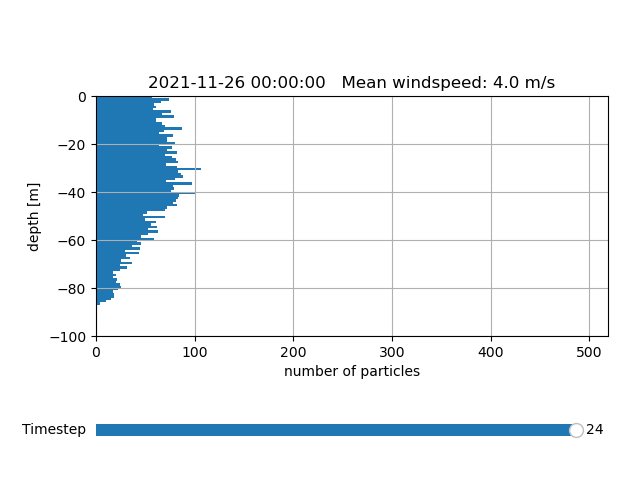 2021-11-26 00:00:00   Mean windspeed: 4.0 m/s
0
−20
−40
−60
−80
−100
depth [m]
0 100 200 300 400 500
number of particles
Timestep 24